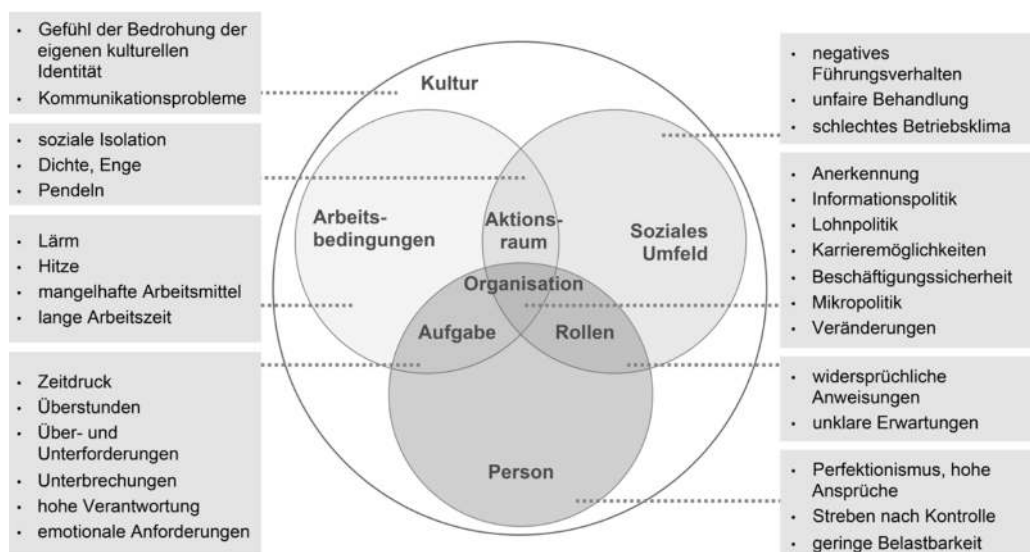 • Gefühl der Bedrohung der
eigenen kulturellen
Identität
• Kommunikationsprobleme
• soziale Isolation
• Dichte, Enge
• Pendeln
• Lärm
• Hitze
• mangelhafte Arbeitsmittel
• lange Arbeitszeit
• Zeitdruck
• Überstunden
• Über- und
Unterforderungen
• Unterbrechungen
• hohe Verantwortung
• emotionale Anforderungen
Kultur
Arbeits-
bedingungen
Aktions-
raum
Soziales
Umfeld
Organisation
Aufgabe
Rollen
Person
• negatives
Führungsverhalten
• unfaire Behandlung
• schlechtes Betriebsklima
• Anerkennung
• Informationspolitik
• Lohnpolitik
• Karrieremöglichkeiten
• Beschäftigungssicherheit
• Mikropolitik
• Veränderungen
• widersprüchliche
Anweisungen
• unklare Erwartungen
• Perfektionismus, hohe
Ansprüche
• Streben nach Kontrolle
• geringe Belastbarkeit